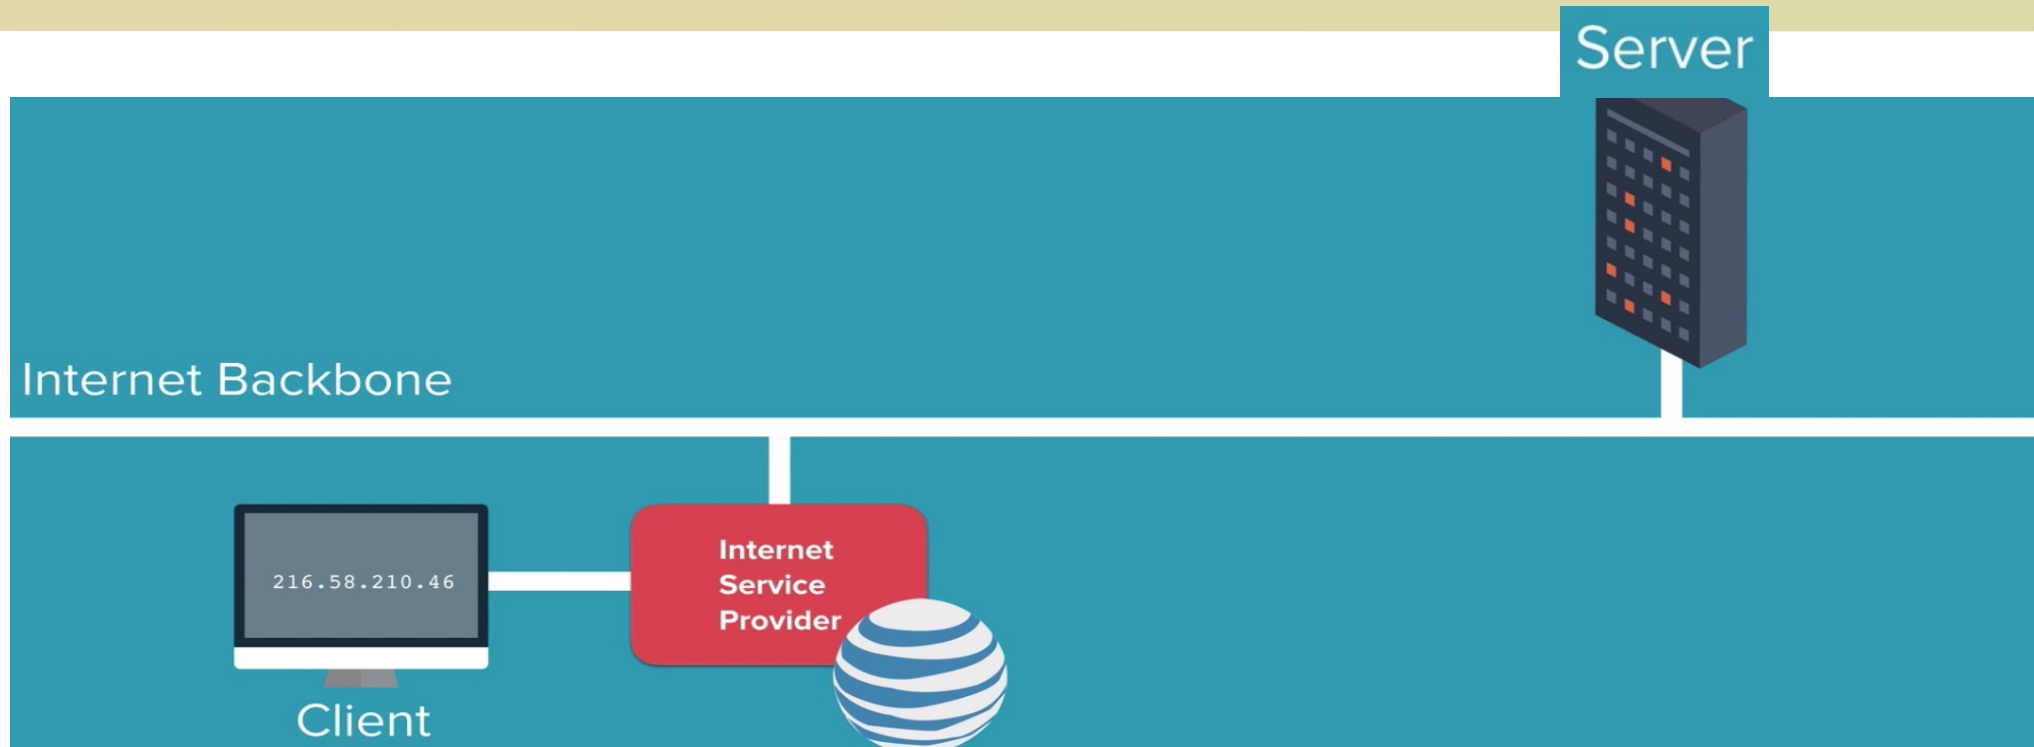 Server
Internet Backbone
216.58.210.46
Internet
Service
Provider
Client